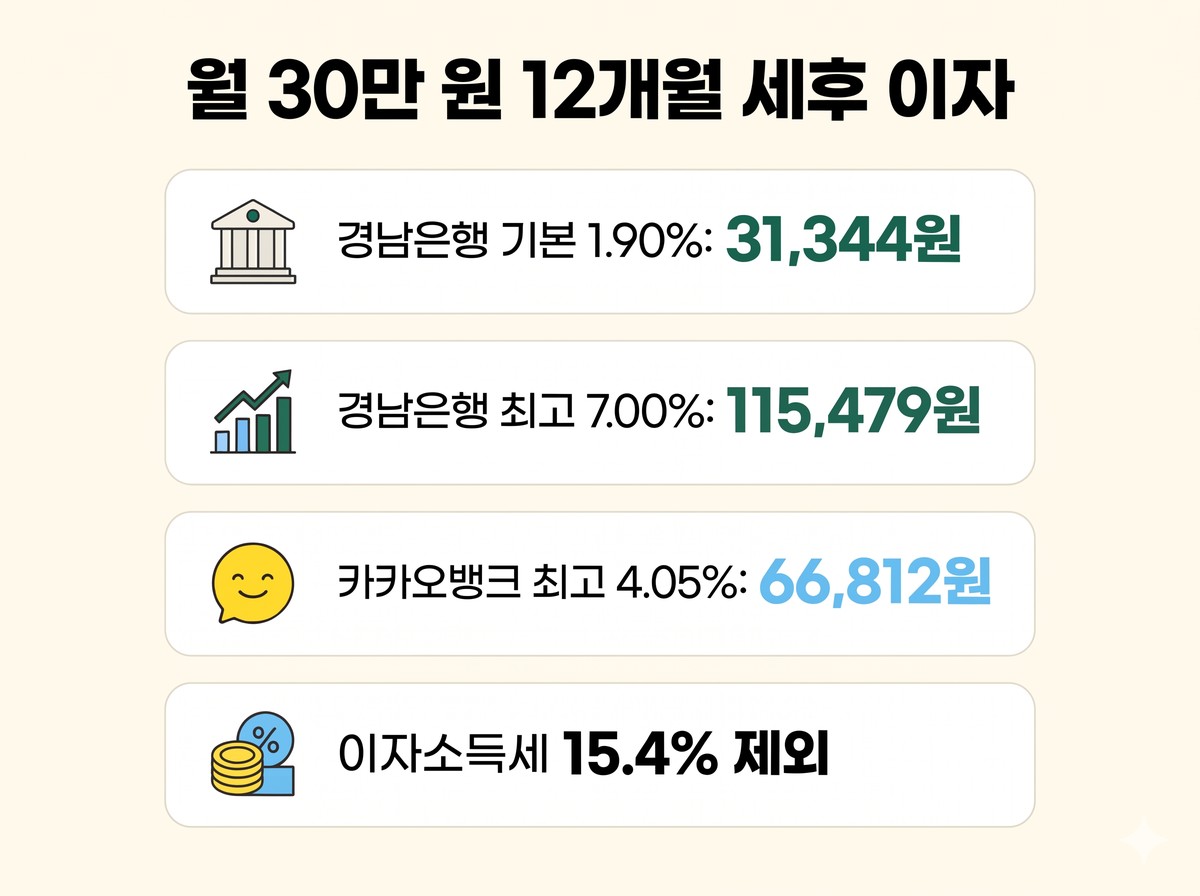 월 30만 원 12개월 세후 이자
경남은행 기본 1.90%: 31,344원
경남은행 최고 7.00%: 115,479원
카카오뱅크 최고 4.05%: 66,812원
%
이자소득세 15.4% 제외